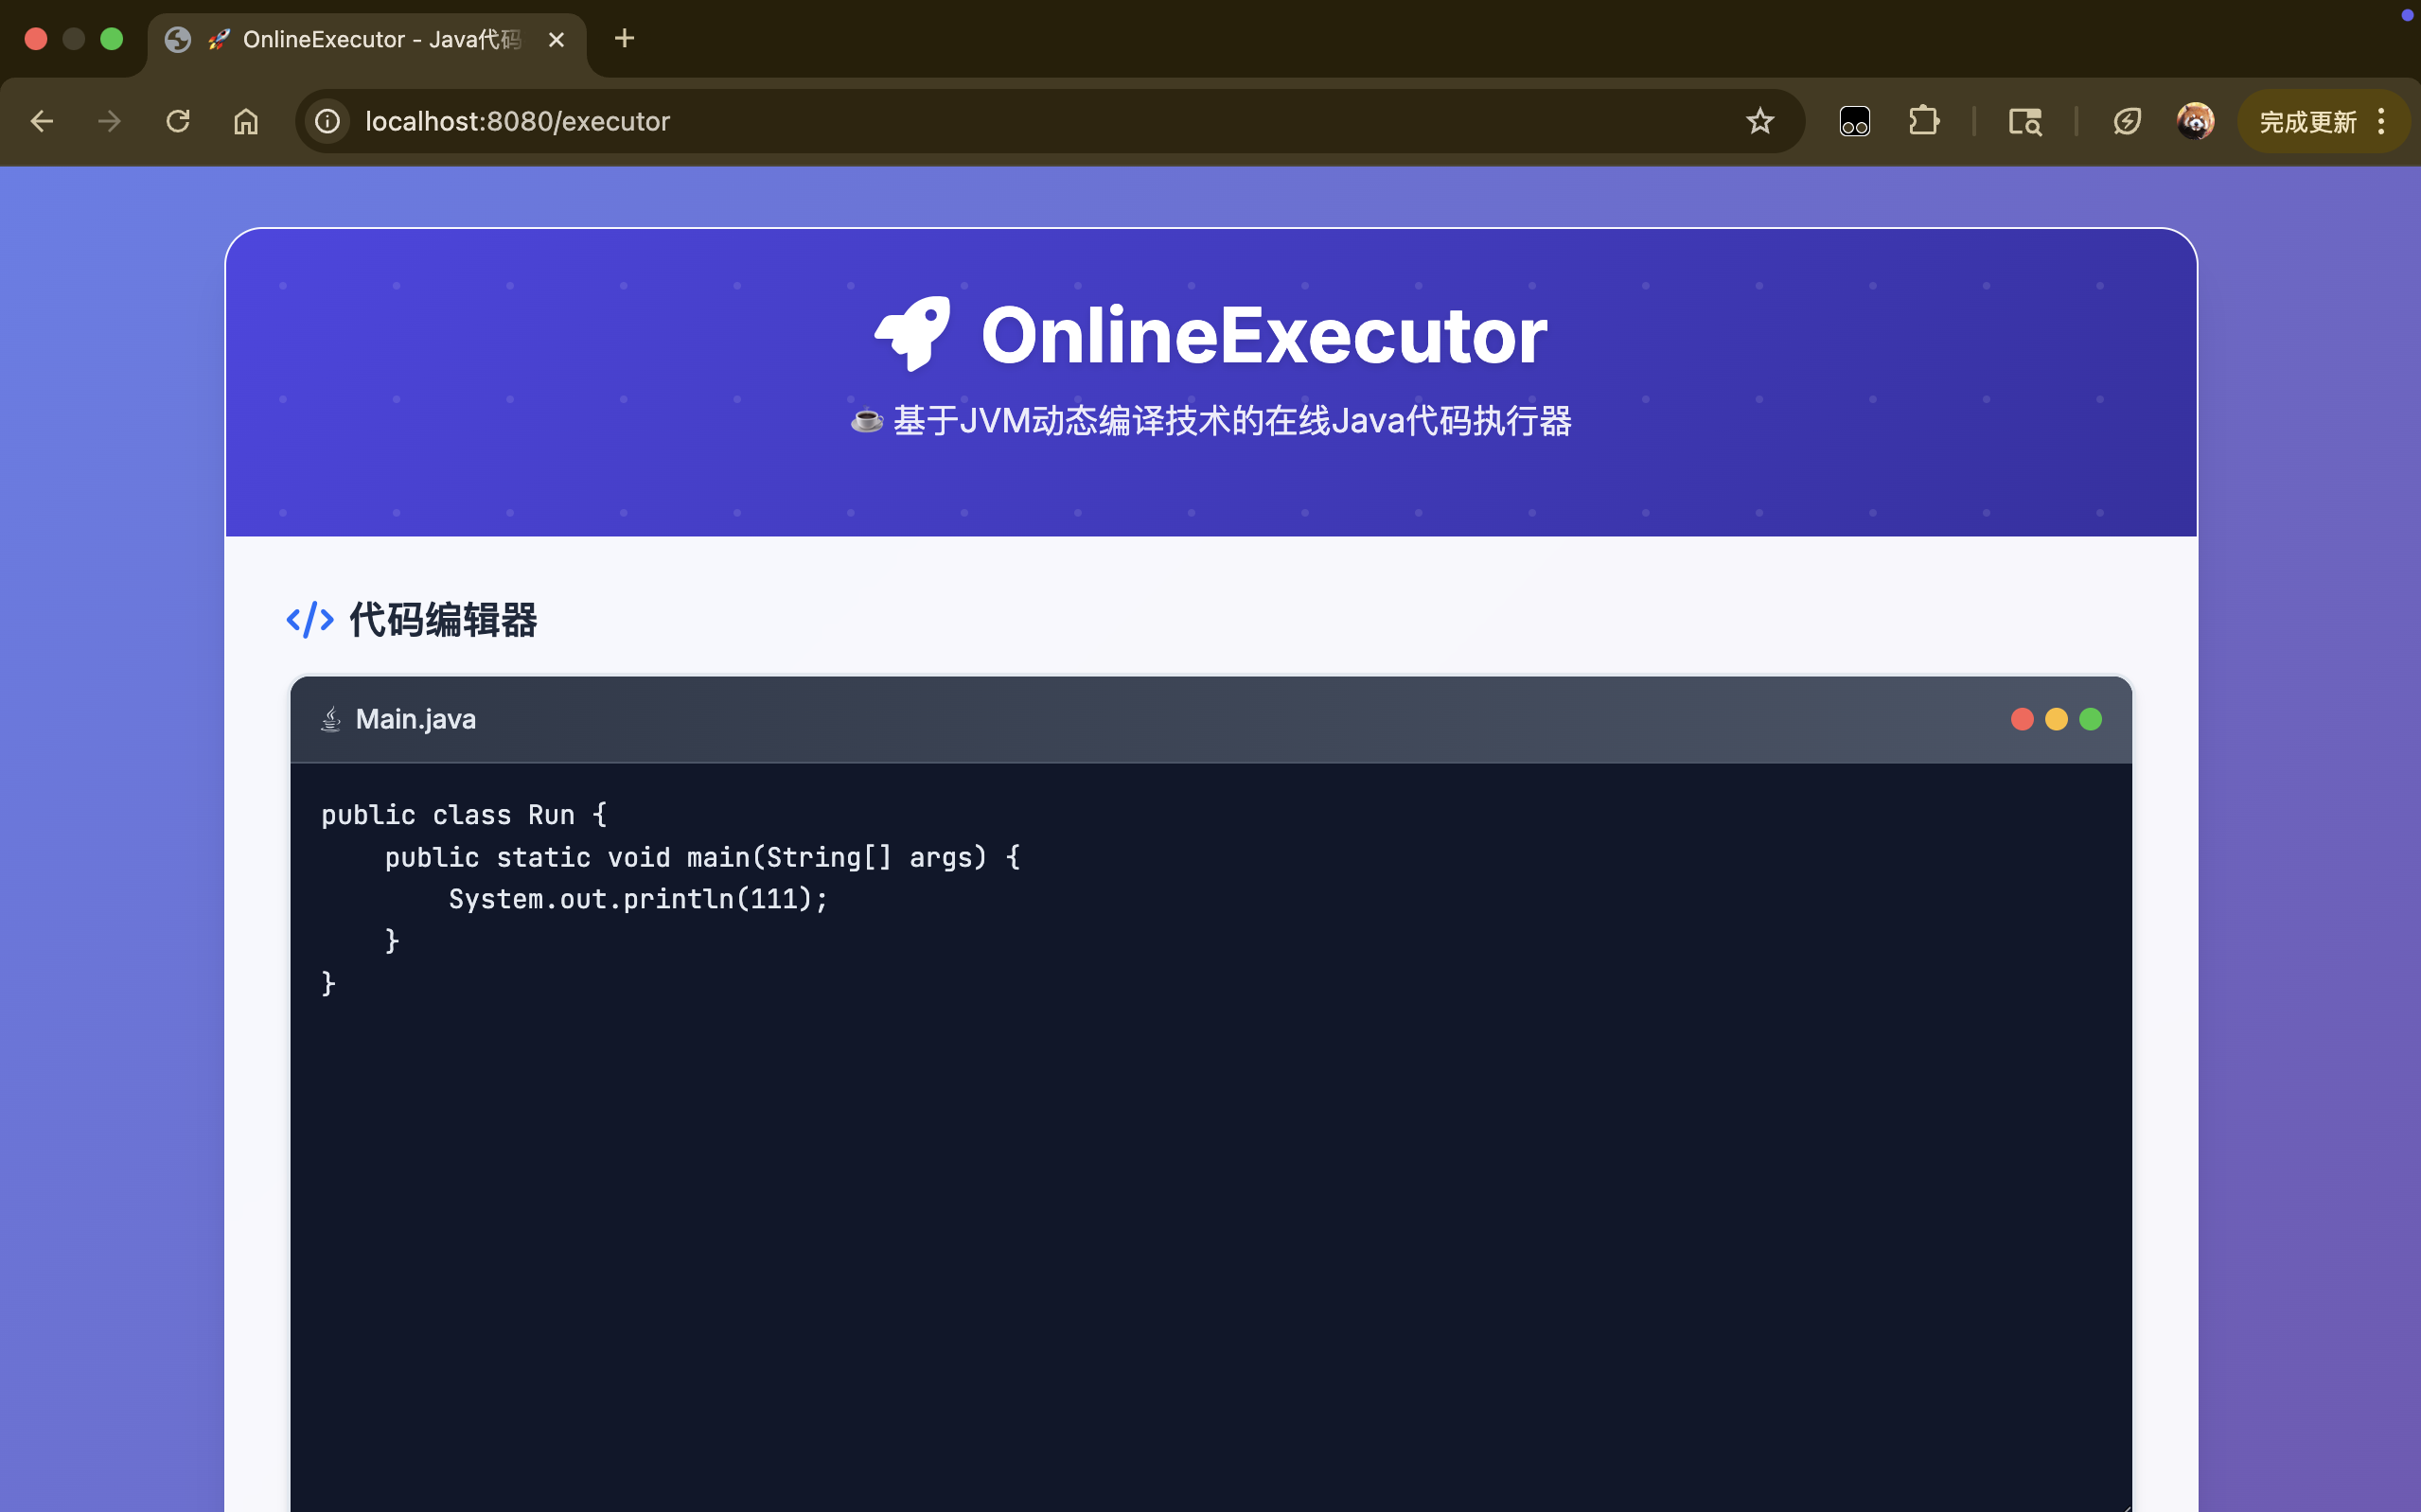 🚀 OnlineExecutor - Java代码
localhost:8080/executor
完成更新
OnlineExecutor
☕ 基于JVM动态编译技术的在线Java代码执行器
</> 代码编辑器
Main.java
public class Run {
    public static void main(String[] args) {
        System.out.println(111);
    }
}